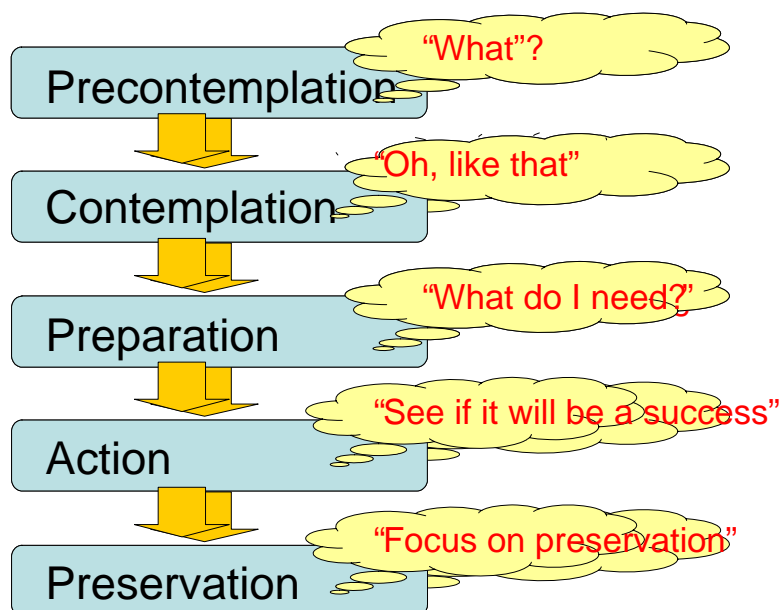 “What”?
Precontemplation
“Oh, like that”
Contemplation
“What do I need?”
Preparation
“See if it will be a success”
Action
“Focus on preservation”
Preservation